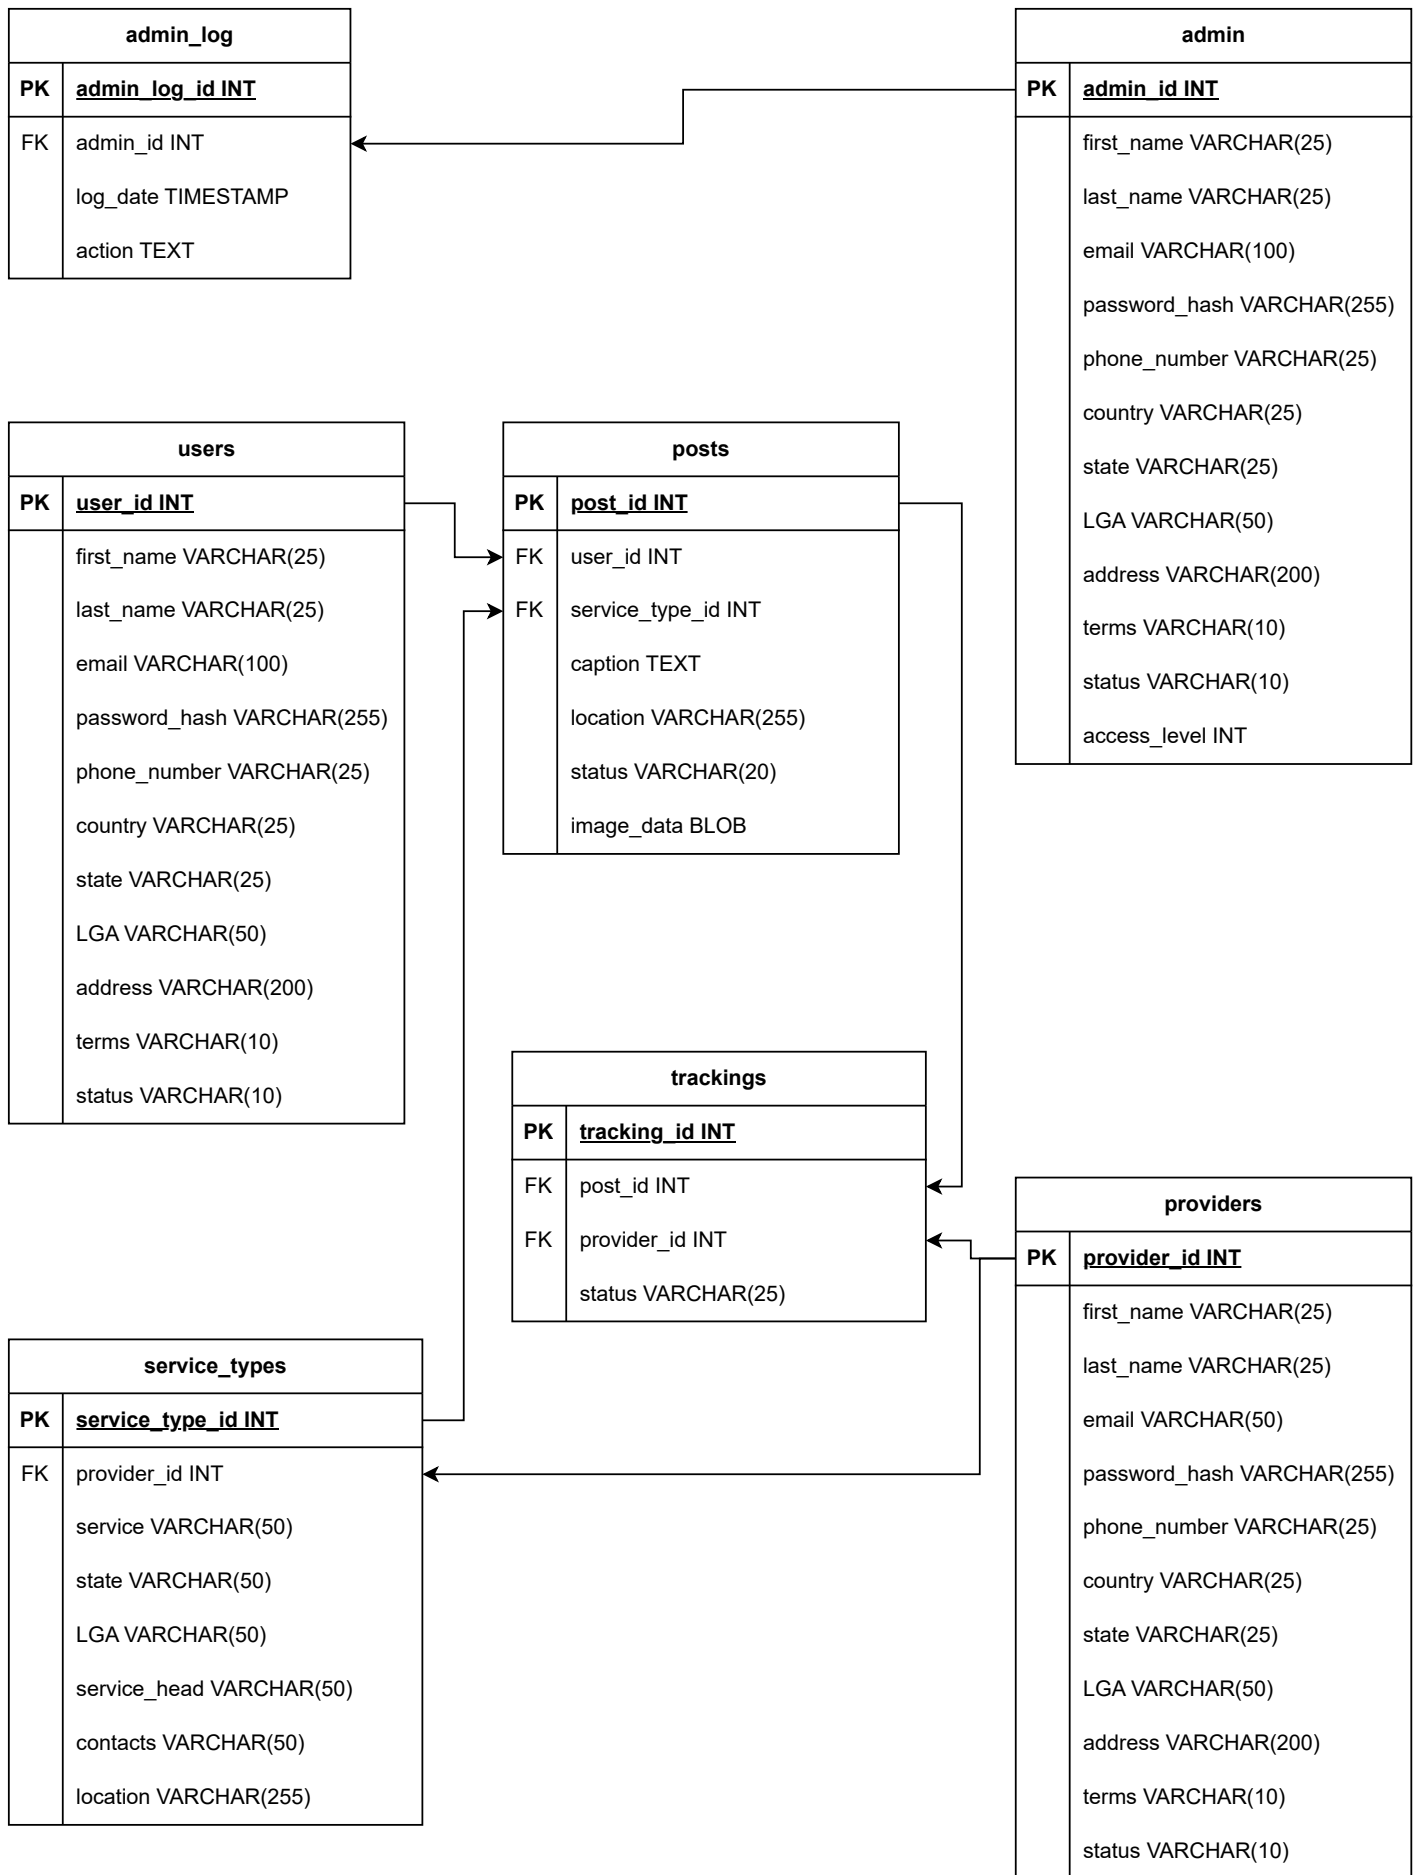 admin_log
PK admin_log_id INT
FK admin_id INT
log_date TIMESTAMP
action TEXT
admin
PK admin_id INT
first_name VARCHAR(25)
last_name VARCHAR(25)
email VARCHAR(100)
password_hash VARCHAR(255)
phone_number VARCHAR(25)
country VARCHAR(25)
state VARCHAR(25)
LGA VARCHAR(50)
address VARCHAR(200)
terms VARCHAR(10)
status VARCHAR(10)
access_level INT
users
PK user_id INT
first_name VARCHAR(25)
last_name VARCHAR(25)
email VARCHAR(100)
password_hash VARCHAR(255)
phone_number VARCHAR(25)
country VARCHAR(25)
state VARCHAR(25)
LGA VARCHAR(50)
address VARCHAR(200)
terms VARCHAR(10)
status VARCHAR(10)
posts
PK post_id INT
FK user_id INT
FK service_type_id INT
caption TEXT
location VARCHAR(255)
status VARCHAR(20)
image_data BLOB
trackings
PK tracking_id INT
FK post_id INT
FK provider_id INT
status VARCHAR(25)
providers
PK provider_id INT
first_name VARCHAR(25)
last_name VARCHAR(25)
email VARCHAR(50)
password_hash VARCHAR(255)
phone_number VARCHAR(25)
country VARCHAR(25)
state VARCHAR(25)
LGA VARCHAR(50)
address VARCHAR(200)
terms VARCHAR(10)
status VARCHAR(10)
service_types
PK service_type_id INT
FK provider_id INT
service VARCHAR(50)
state VARCHAR(50)
LGA VARCHAR(50)
service_head VARCHAR(50)
contacts VARCHAR(50)
location VARCHAR(255)